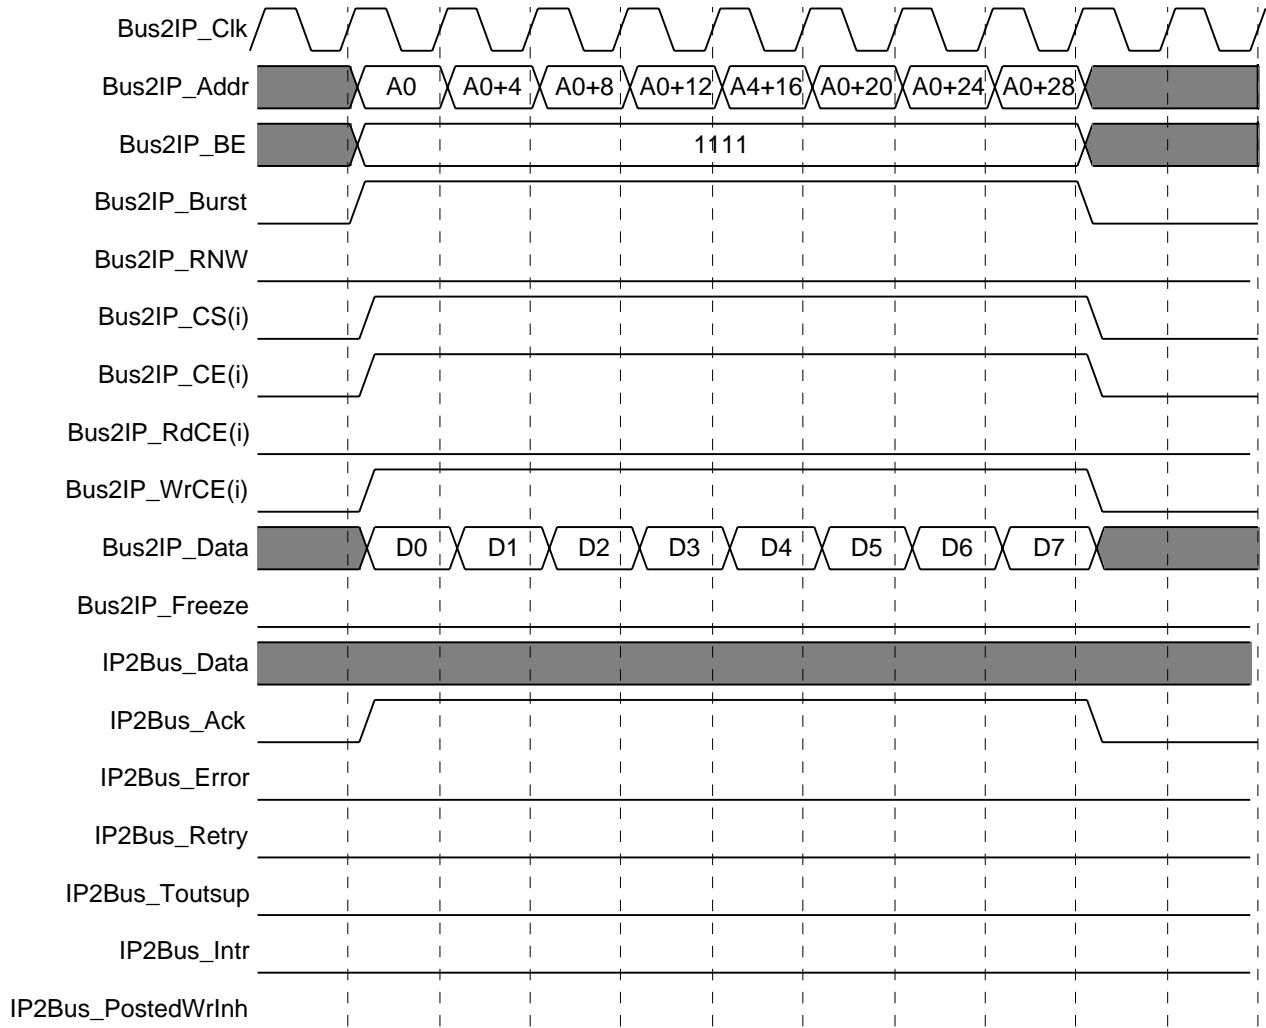 Bus2IP_Clk
Bus2IP_Addr A0 A0+4 A0+8 A0+12 A4+16 A0+20 A0+24 A0+28
Bus2IP_BE 1111
Bus2IP_Burst
Bus2IP_RNW
Bus2IP_CS(i)
Bus2IP_CE(i)
Bus2IP_RdCE(i)
Bus2IP_WrCE(i)
Bus2IP_Data D0 D1 D2 D3 D4 D5 D6 D7
Bus2IP_Freeze
IP2Bus_Data
IP2Bus_Ack
IP2Bus_Error
IP2Bus_Retry
IP2Bus_Toutsup
IP2Bus_Intr
IP2Bus_PostedWrInh